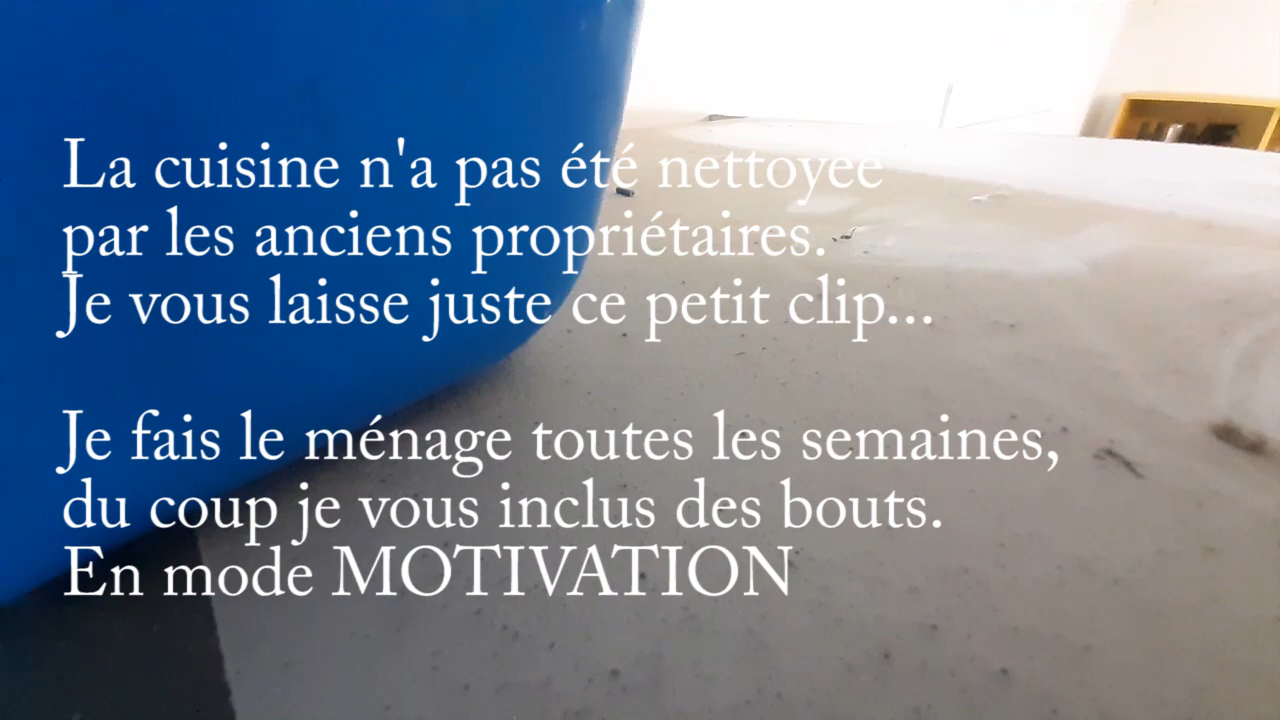 La cuisine n'a pas été nettoyée
par les anciens propriétaires.
Je vous laisse juste ce petit clip...
Je fais le ménage toutes les semaines,
du coup je vous inclus des bouts.
En mode MOTIVATION